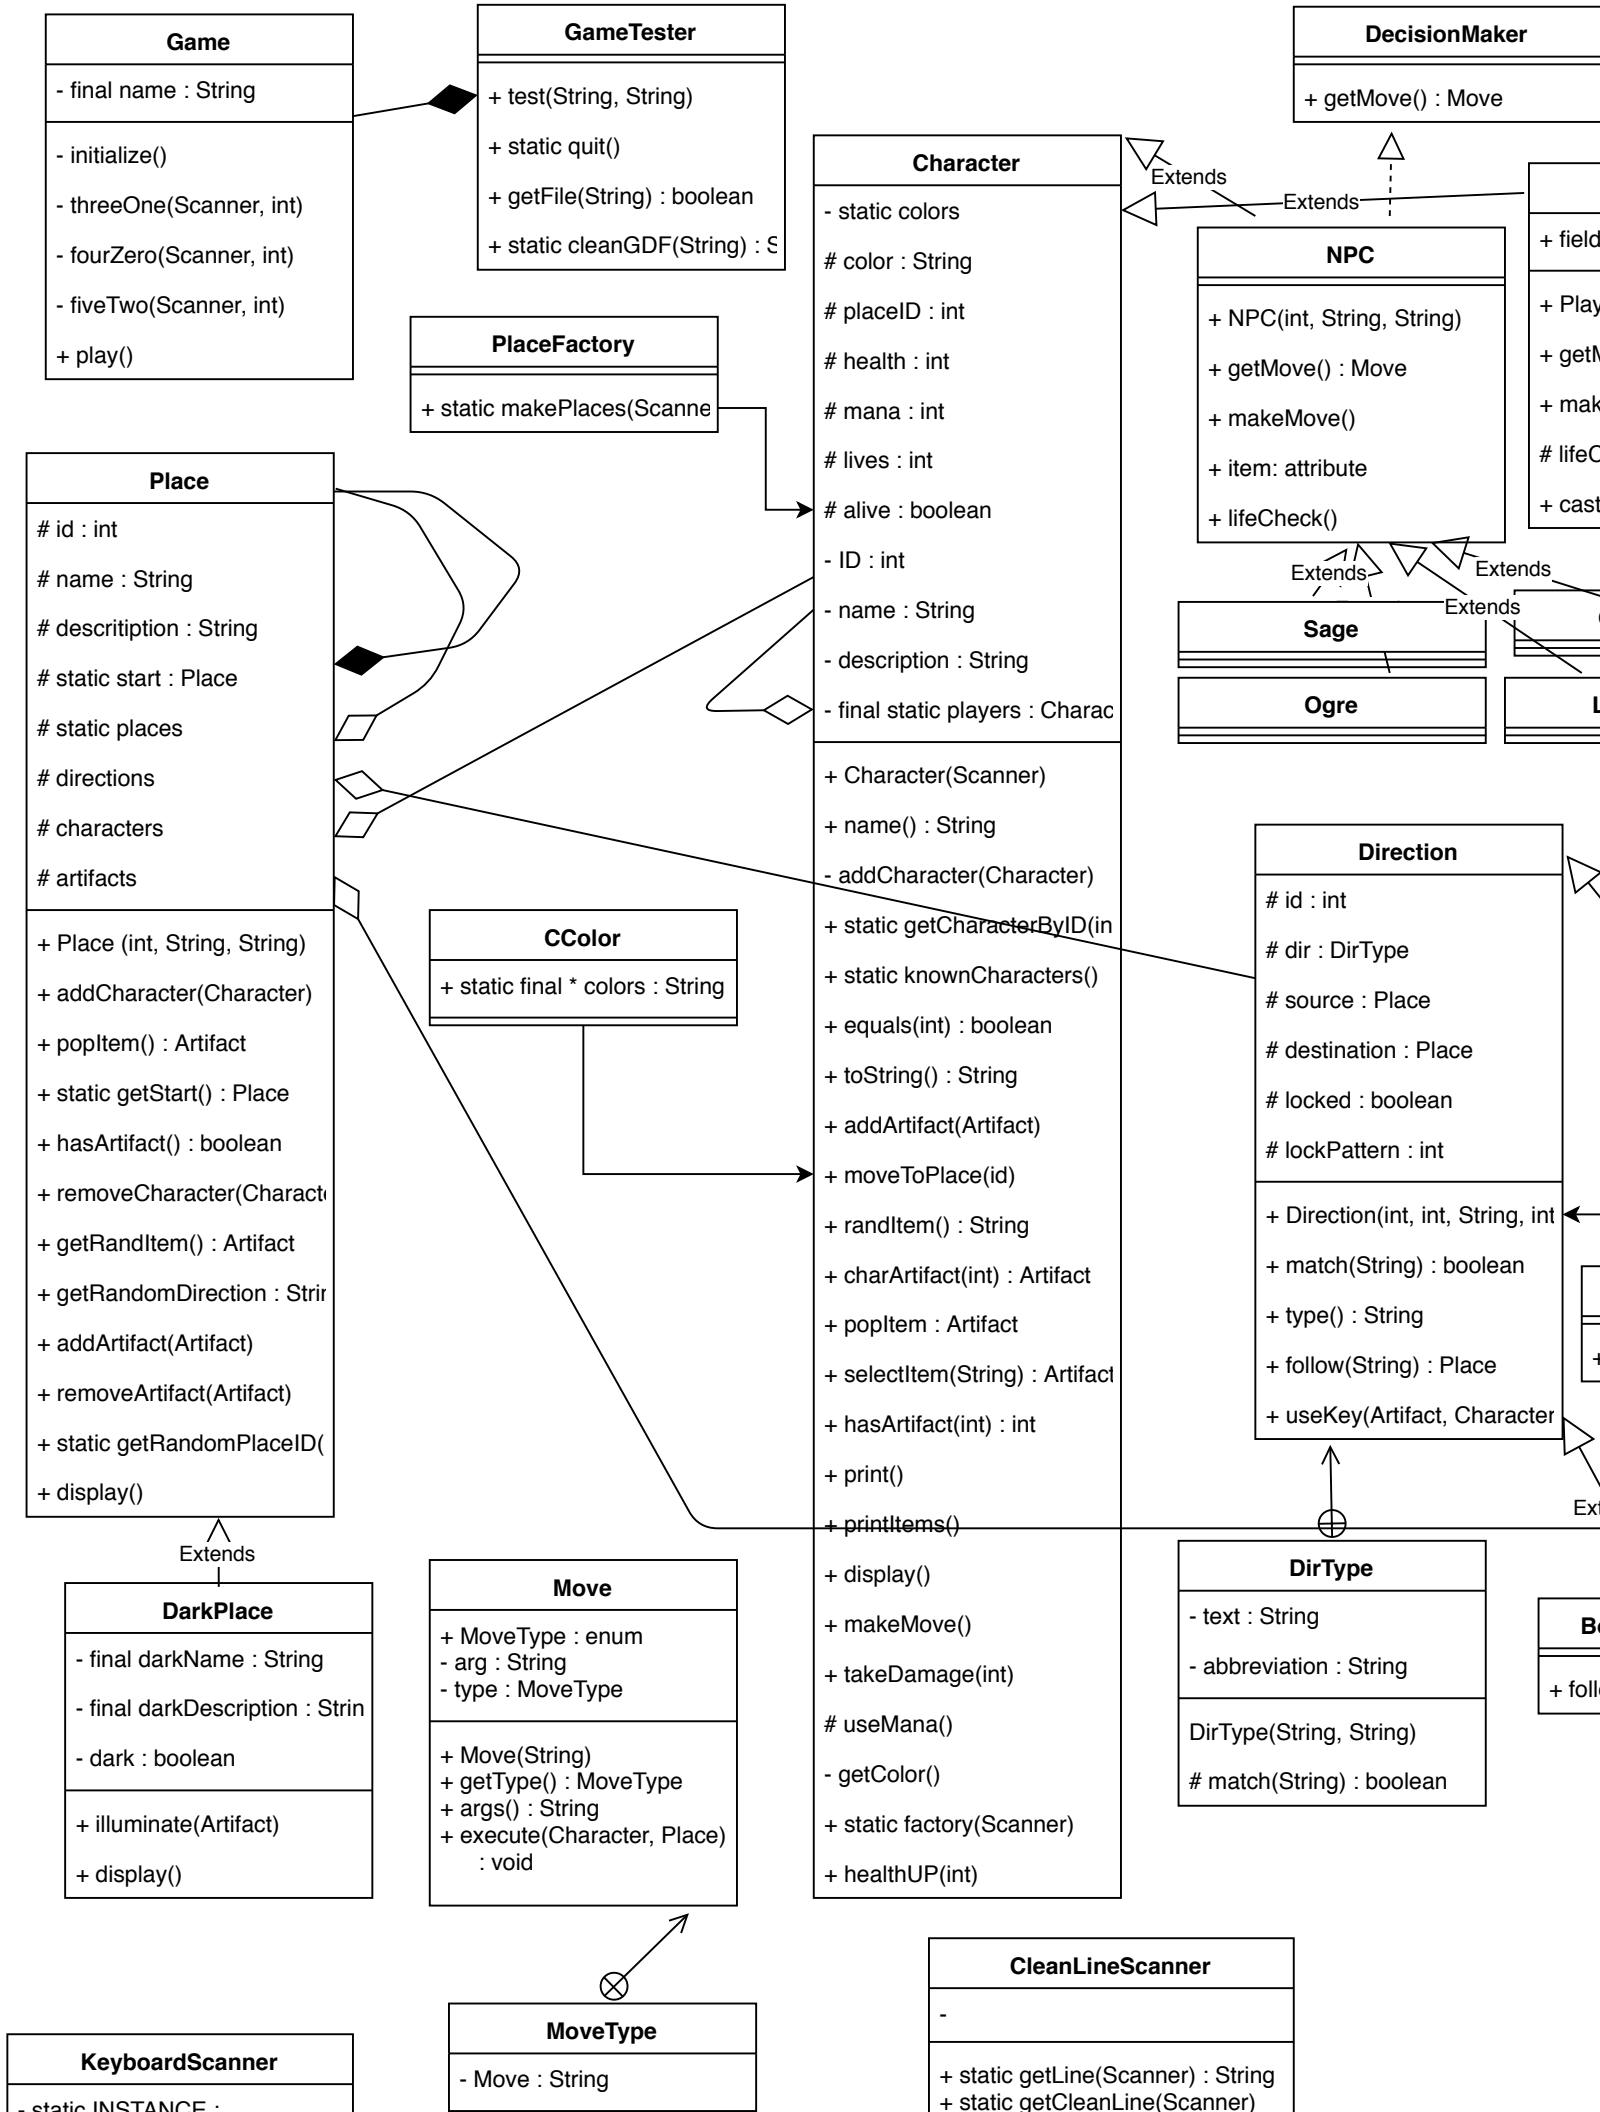 Game
- final name : String
- initialize()
- threeOne(Scanner, int)
- fourZero(Scanner, int)
- fiveTwo(Scanner, int)
+ play()
GameTester
+ test(String, String)
+ static quit()
+ getFile(String) : boolean
+ static cleanGDF(String) : S
DecisionMaker
+ getMove() : Move
PlaceFactory
+ static makePlaces(Scanne
Character
- static colors
# color : String
# placeID : int
# health : int
# mana : int
# lives : int
# alive : boolean
- ID : int
- name : String
- description : String
- final static players : Charac
+ Character(Scanner)
+ name() : String
- addCharacter(Character)
+ static getCharacterByID(in
+ static knownCharacters()
+ equals(int) : boolean
+ toString() : String
+ addArtifact(Artifact)
+ moveToPlace(id)
+ randItem() : String
+ charArtifact(int) : Artifact
+ popItem : Artifact
+ selectItem(String) : Artifact
+ hasArtifact(int) : int
+ print()
+ printItems()
+ display()
+ makeMove()
+ takeDamage(int)
# useMana()
- getColor()
+ static factory(Scanner)
+ healthUP(int)
Extends
Extends
NPC
+ NPC(int, String, String)
+ getMove() : Move
+ makeMove()
+ item: attribute
+ lifeCheck()
+ field
+ Play
+ getM
+ mak
# lifeC
+ cast
Extends
Extends
Extends
Sage
Ogre
L
Place
# id : int
# name : String
# descritiption : String
# static start : Place
# static places
# directions
# characters
# artifacts
+ Place (int, String, String)
+ addCharacter(Character)
+ popItem() : Artifact
+ static getStart() : Place
+ hasArtifact() : boolean
+ removeCharacter(Characte
+ getRandItem() : Artifact
+ getRandomDirection : Strin
+ addArtifact(Artifact)
+ removeArtifact(Artifact)
+ static getRandomPlaceID(
+ display()
CColor
+ static final * colors : String
Direction
# id : int
# dir : DirType
# source : Place
# destination : Place
# locked : boolean
# lockPattern : int
+ Direction(int, int, String, int
+ match(String) : boolean
+ type() : String
+ follow(String) : Place
+ useKey(Artifact, Character
+
Ext
Extends
DarkPlace
- final darkName : String
- final darkDescription : Strin
- dark : boolean
+ illuminate(Artifact)
+ display()
Move
+ MoveType : enum
- arg : String
- type : MoveType
+ Move(String)
+ getType() : MoveType
+ args() : String
+ execute(Character, Place)
: void
DirType
- text : String
- abbreviation : String
DirType(String, String)
# match(String) : boolean
+ foll
MoveType
- Move : String
CleanLineScanner
-
+ static getLine(Scanner) : String
+ static getCleanLine(Scanner)
KeyboardScanner
- static INSTANCE :